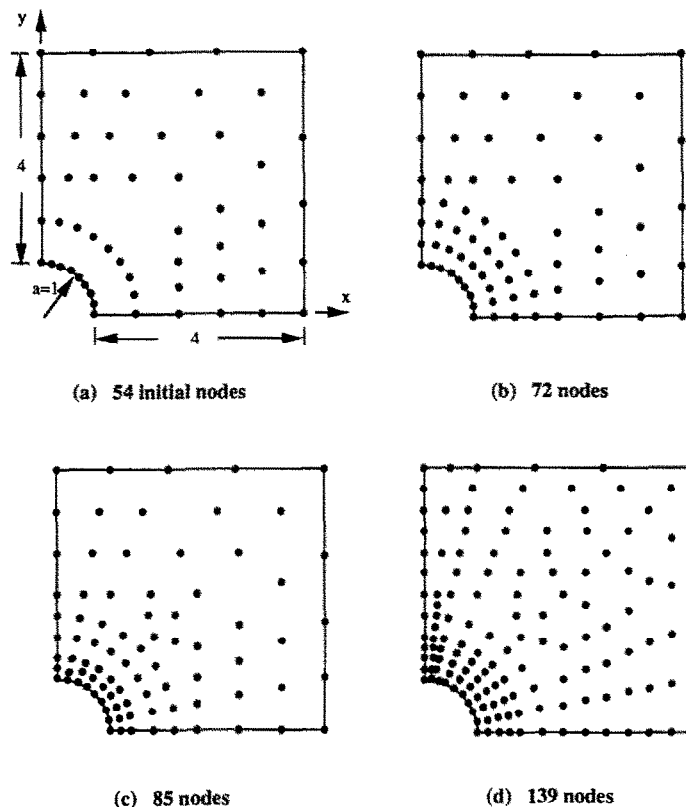 y
4
a=1
x
4
(a) 54 initial nodes
(b) 72 nodes
(c) 85 nodes
(d) 139 nodes